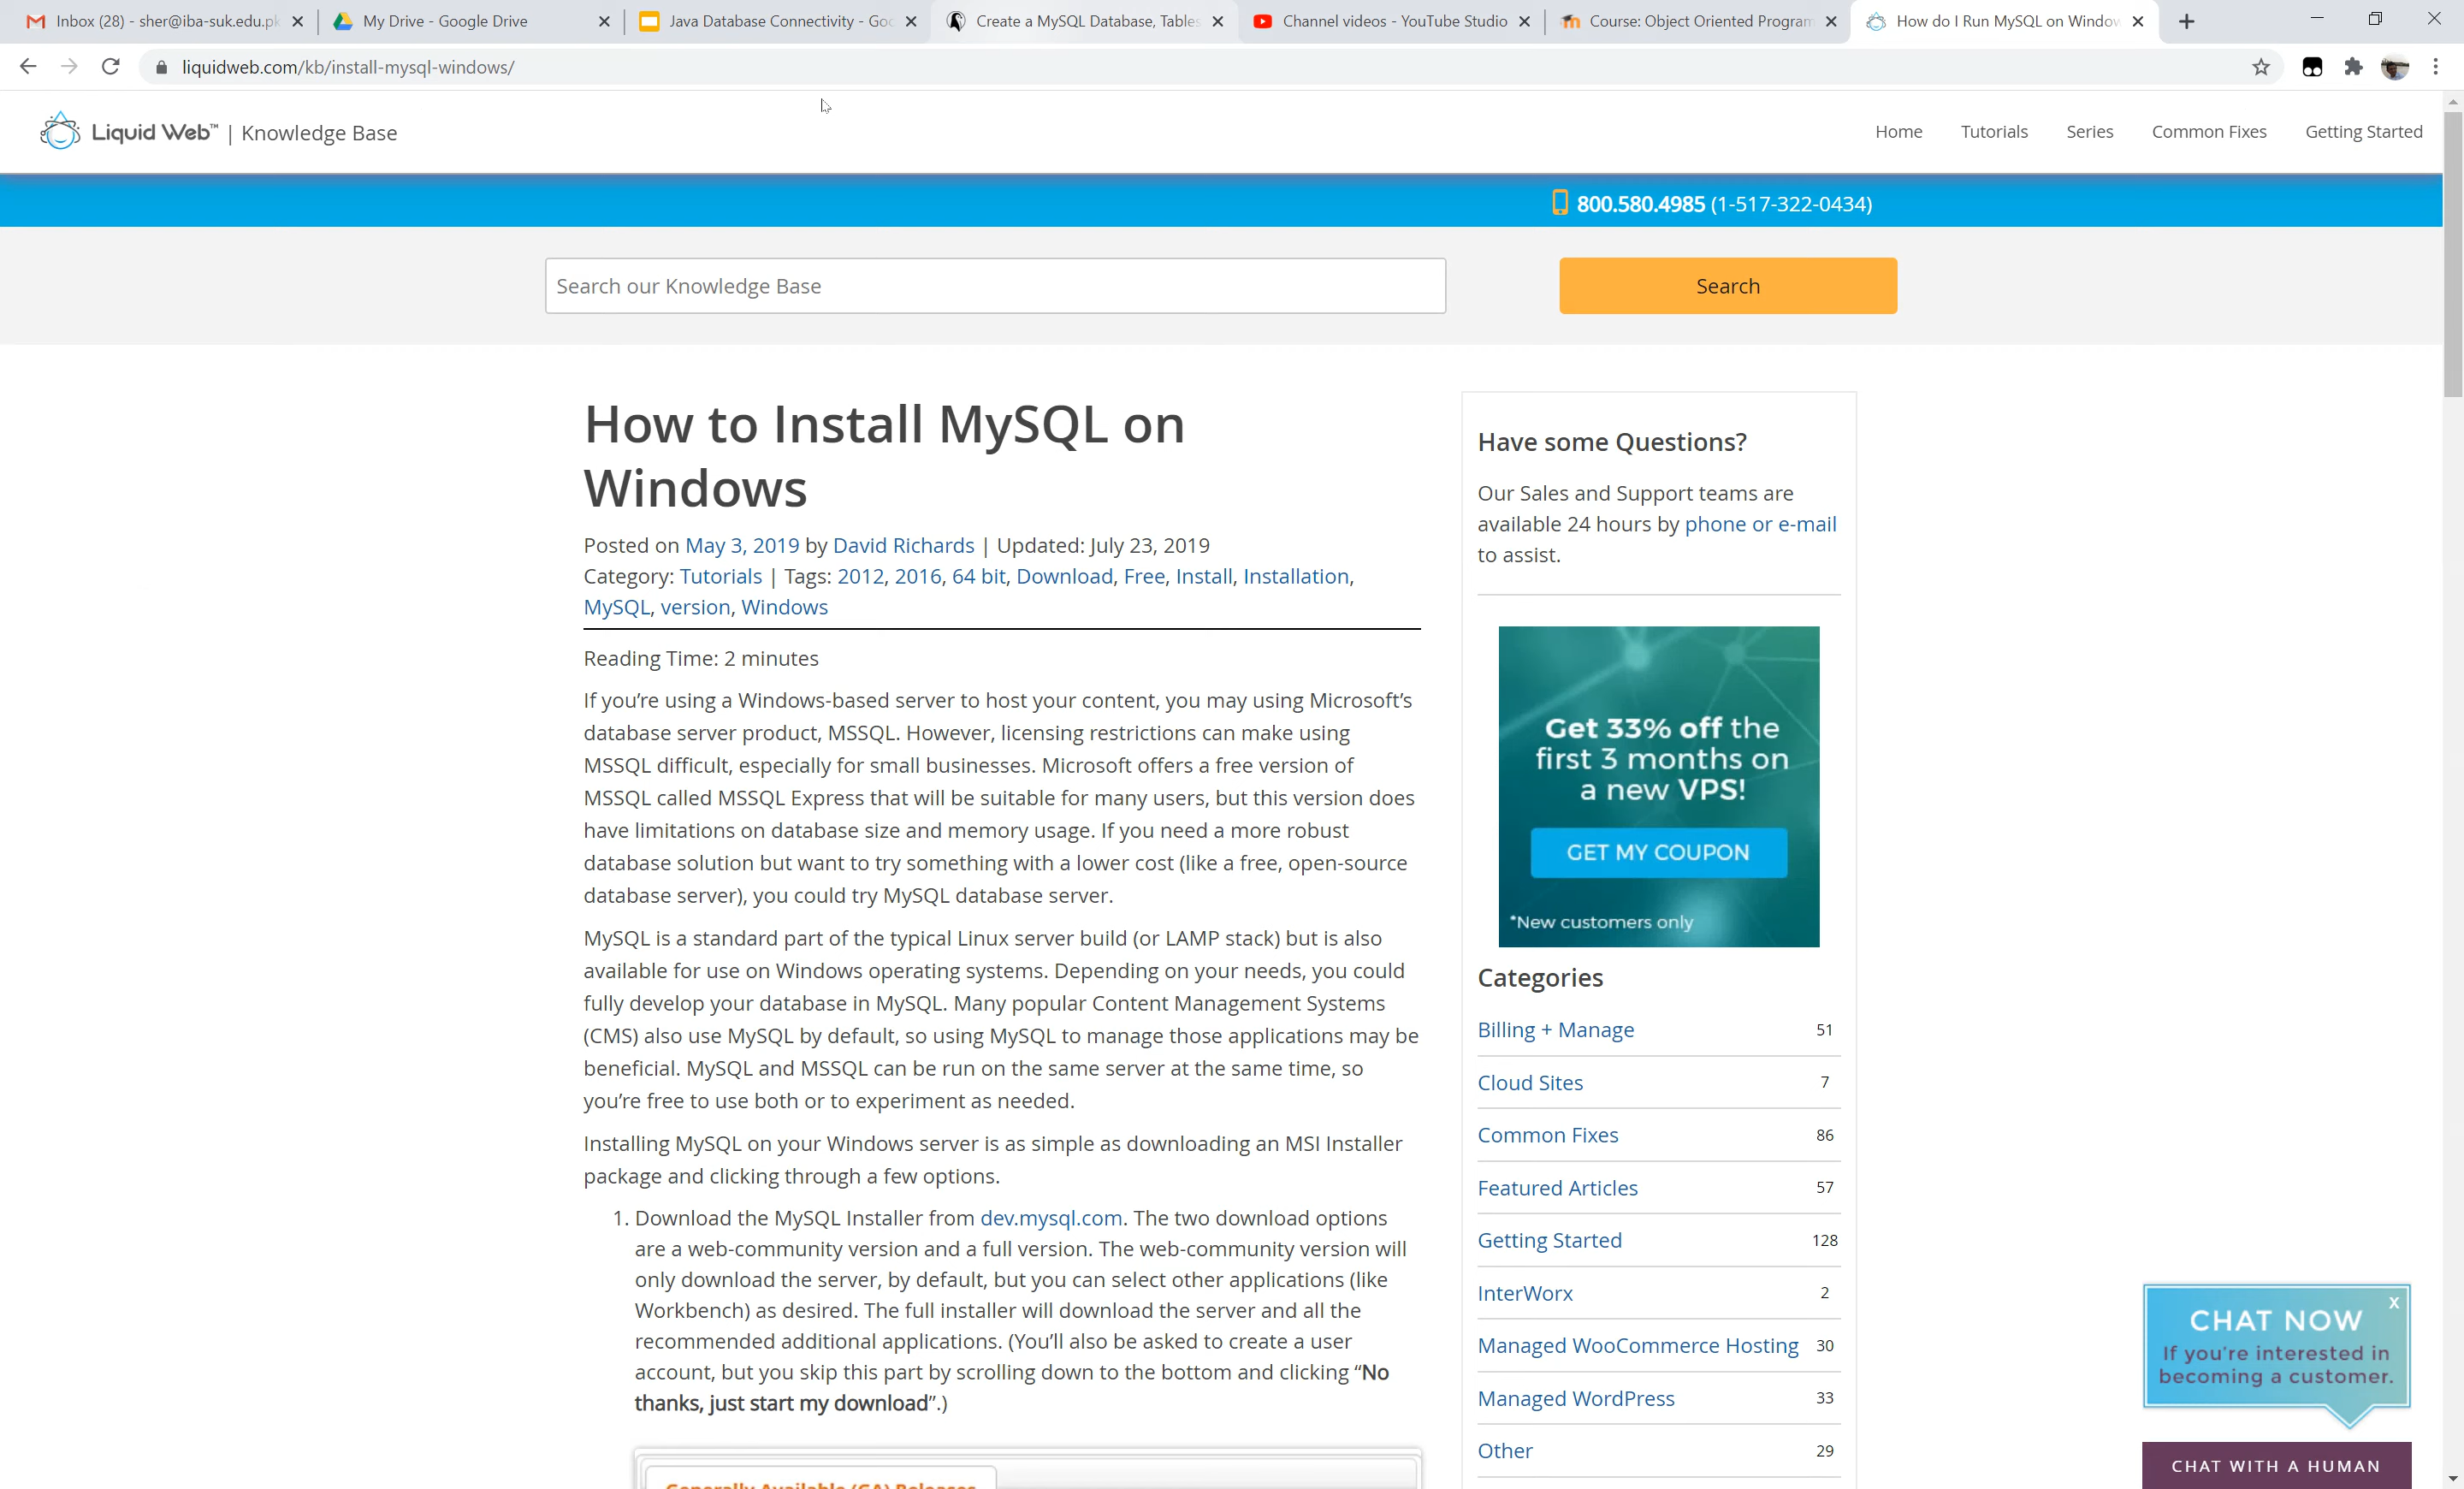 Inbox (28) - sher@iba-suk.edu.pk
My Drive - Google Drive
Java Database Connectivity - Goo
Create a MySQL Database, Tables
Channel videos - YouTube Studio
Course: Object Oriented Program
How do I Run MySQL on Window
liquidweb.com/kb/install-mysql-windows/
Liquid Web™ | Knowledge Base
Home
Tutorials
Series
Common Fixes
Getting Started
800.580.4985 (1-517-322-0434)
Search our Knowledge Base
Search
How to Install MySQL on
Windows
Posted on May 3, 2019 by David Richards | Updated: July 23, 2019
Category: Tutorials | Tags: 2012, 2016, 64 bit, Download, Free, Install, Installation,
MySQL, version, Windows
Reading Time: 2 minutes
If you’re using a Windows-based server to host your content, you may using Microsoft’s
database server product, MSSQL. However, licensing restrictions can make using
MSSQL difficult, especially for small businesses. Microsoft offers a free version of
MSSQL called MSSQL Express that will be suitable for many users, but this version does
have limitations on database size and memory usage. If you need a more robust
database solution but want to try something with a lower cost (like a free, open-source
database server), you could try MySQL database server.
MySQL is a standard part of the typical Linux server build (or LAMP stack) but is also
available for use on Windows operating systems. Depending on your needs, you could
fully develop your database in MySQL. Many popular Content Management Systems
(CMS) also use MySQL by default, so using MySQL to manage those applications may be
beneficial. MySQL and MSSQL can be run on the same server at the same time, so
you’re free to use both or to experiment as needed.
Installing MySQL on your Windows server is as simple as downloading an MSI Installer
package and clicking through a few options.
1. Download the MySQL Installer from dev.mysql.com. The two download options
are a web-community version and a full version. The web-community version will
only download the server, by default, but you can select other applications (like
Workbench) as desired. The full installer will download the server and all the
recommended additional applications. (You’ll also be asked to create a user
account, but you skip this part by scrolling down to the bottom and clicking “No
thanks, just start my download”.)
Generally Available (GA) Releases
Have some Questions?
Our Sales and Support teams are
available 24 hours by phone or e-mail
to assist.
Get 33% off the
first 3 months on
a new VPS!
GET MY COUPON
*New customers only
Categories
Billing + Manage 51
Cloud Sites 7
Common Fixes 86
Featured Articles 57
Getting Started 128
InterWorx 2
Managed WooCommerce Hosting 30
Managed WordPress 33
Other 29
CHAT NOW X
If you're interested in
becoming a customer.
CHAT WITH A HUMAN